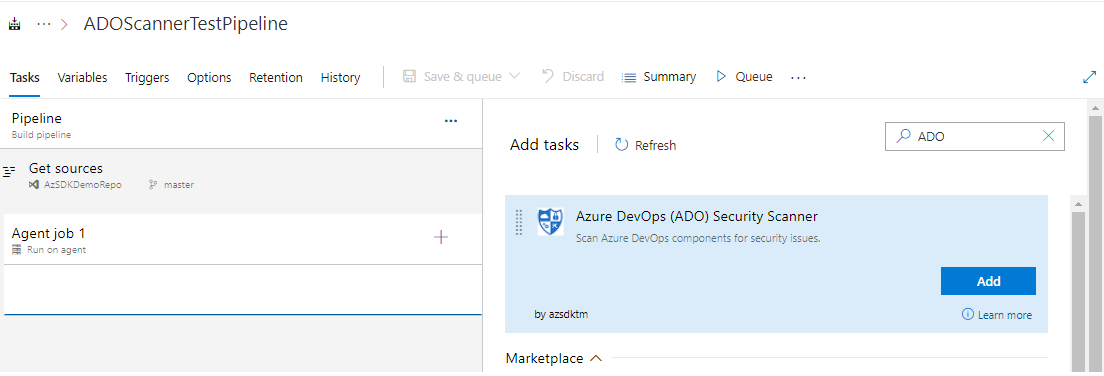 ··· > ADOScannerTestPipeline
Tasks Variables Triggers Options Retention History Save & queue Discard Summary Queue ···
Pipeline ···
Build pipeline
Get sources
AzSDKDemoRepo master
Agent job 1 +
Run on agent
Add tasks Refresh ADO
Azure DevOps (ADO) Security Scanner
Scan Azure DevOps components for security issues.
Add
by azsdktm Learn more
Marketplace